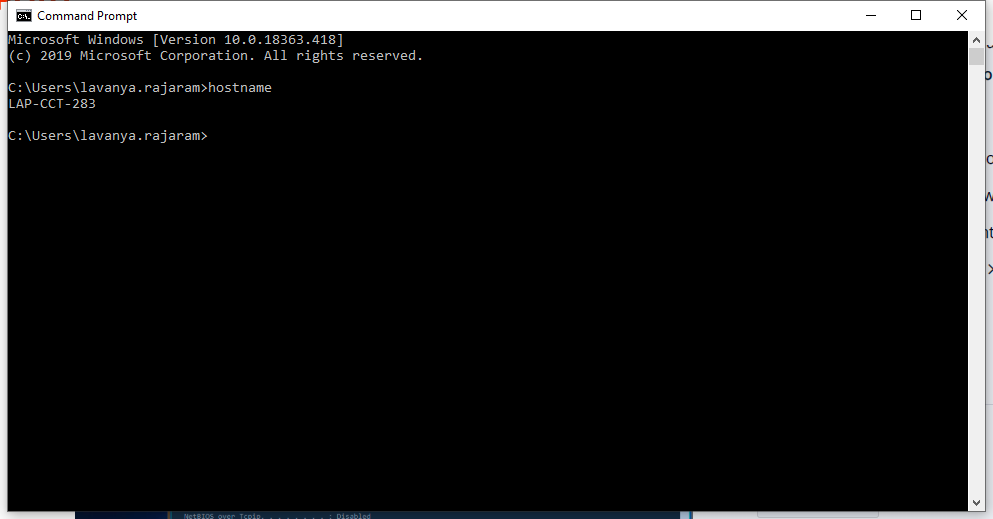 Command Prompt
Microsoft Windows [Version 10.0.18363.418]
(c) 2019 Microsoft Corporation. All rights reserved.
C:\Users\lavanya.rajaram>hostname
LAP-CCT-283
C:\Users\lavanya.rajaram>
NetBIOS over Tcpip. . . . . . . . : Disabled